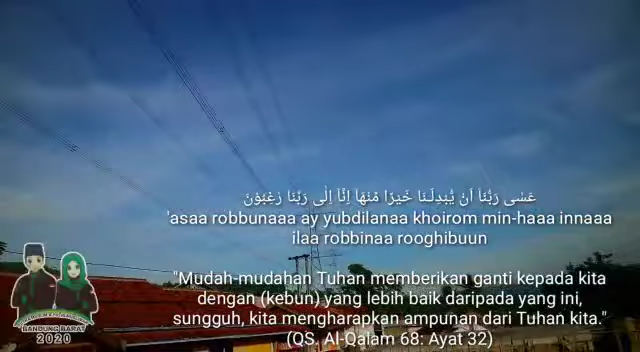 عَسٰى رَبُّنَآ اَنْ يُّبْدِلَنَا خَيْرًا مِّنْهَآ اِنَّآ اِلٰى رَبِّنَا رٰغِبُوْنَ
'asaa robbunaaa ay yubdilanaa khoirom min-haaa innaaa
ilaa robbinaa rooghibuun
"Mudah-mudahan Tuhan memberikan ganti kepada kita
dengan (kebun) yang lebih baik daripada yang ini,
sungguh, kita mengharapkan ampunan dari Tuhan kita."
(QS. Al-Qalam 68: Ayat 32)
BANDUNG BARAT
2020